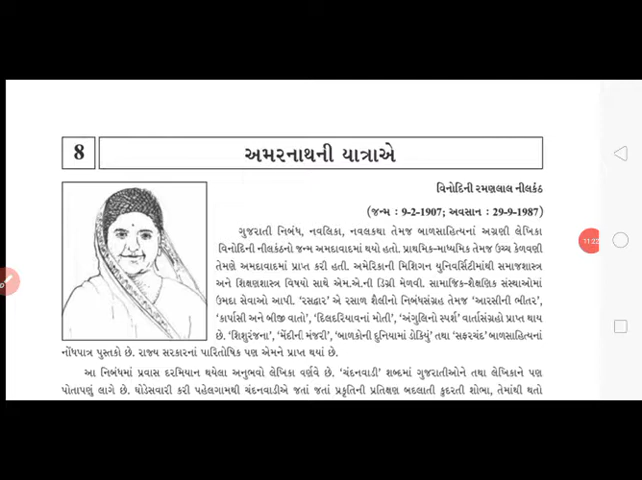 8
અમરનાથની યાત્રાએ
વિનોદિની રમણલાલ નીલકંઠ
(જન્મ : 9-2-1907; અવસાન : 29-9-1987)
ગુજરાતી નિબંધ, નવલિકા, નવલકથા તેમજ બાળસાહિત્યનાં અગ્રણી લેખિકા
વિનોદિની નીલકંઠનો જન્મ અમદાવાદમાં થયો હતો. પ્રાથમિક-માધ્યમિક તેમજ ઉચ્ચ કેળવણી
તેમણે અમદાવાદમાં પ્રાપ્ત કરી હતી. અમેરિકાની મિશિગન યુનિવર્સિટીમાંથી સમાજશાસ્ત્ર
અને શિક્ષણશાસ્ત્ર વિષયો સાથે એમ.એ.ની ડિગ્રી મેળવી. સામાજિક-શૈક્ષણિક સંસ્થાઓમાં
ઉમદા સેવાઓ આપી. ‘રસદ્વાર’ એ રસાળ શૈલીનો નિબંધસંગ્રહ તેમજ ‘આરસીની ભીતર’,
‘કાર્પાસી અને બીજી વાતો’, ‘દિલદરિયાવનાં મોતી’, ‘અંગુલિનો સ્પર્શ’ વાર્તાસંગ્રહો પ્રાપ્ત થાય
છે. ‘શિશુરંજના’, ‘મેંદીની મંજરી’, ‘બાળકોની દુનિયામાં ડોકિયું’ તથા ‘સફરચંદ’ બાળસાહિત્યનાં
નોંધપાત્ર પુસ્તકો છે. રાજ્ય સરકારનાં પારિતોષિક પણ એમને પ્રાપ્ત થયાં છે.
આ નિબંધમાં પ્રવાસ દરમિયાન થયેલા અનુભવો લેખિકા વર્ણવે છે. ‘ચંદનવાડી’ શબ્દમાં ગુજરાતીઓને તથા લેખિકાને પણ
પોતાપણું લાગે છે. ઘોડેસવારી કરી પહેલગામથી ચંદનવાડીએ જતાં જતાં પ્રકૃતિની પ્રતિક્ષણ બદલાતી કુદરતી શોભા, તેમાંથી થતો
11:22